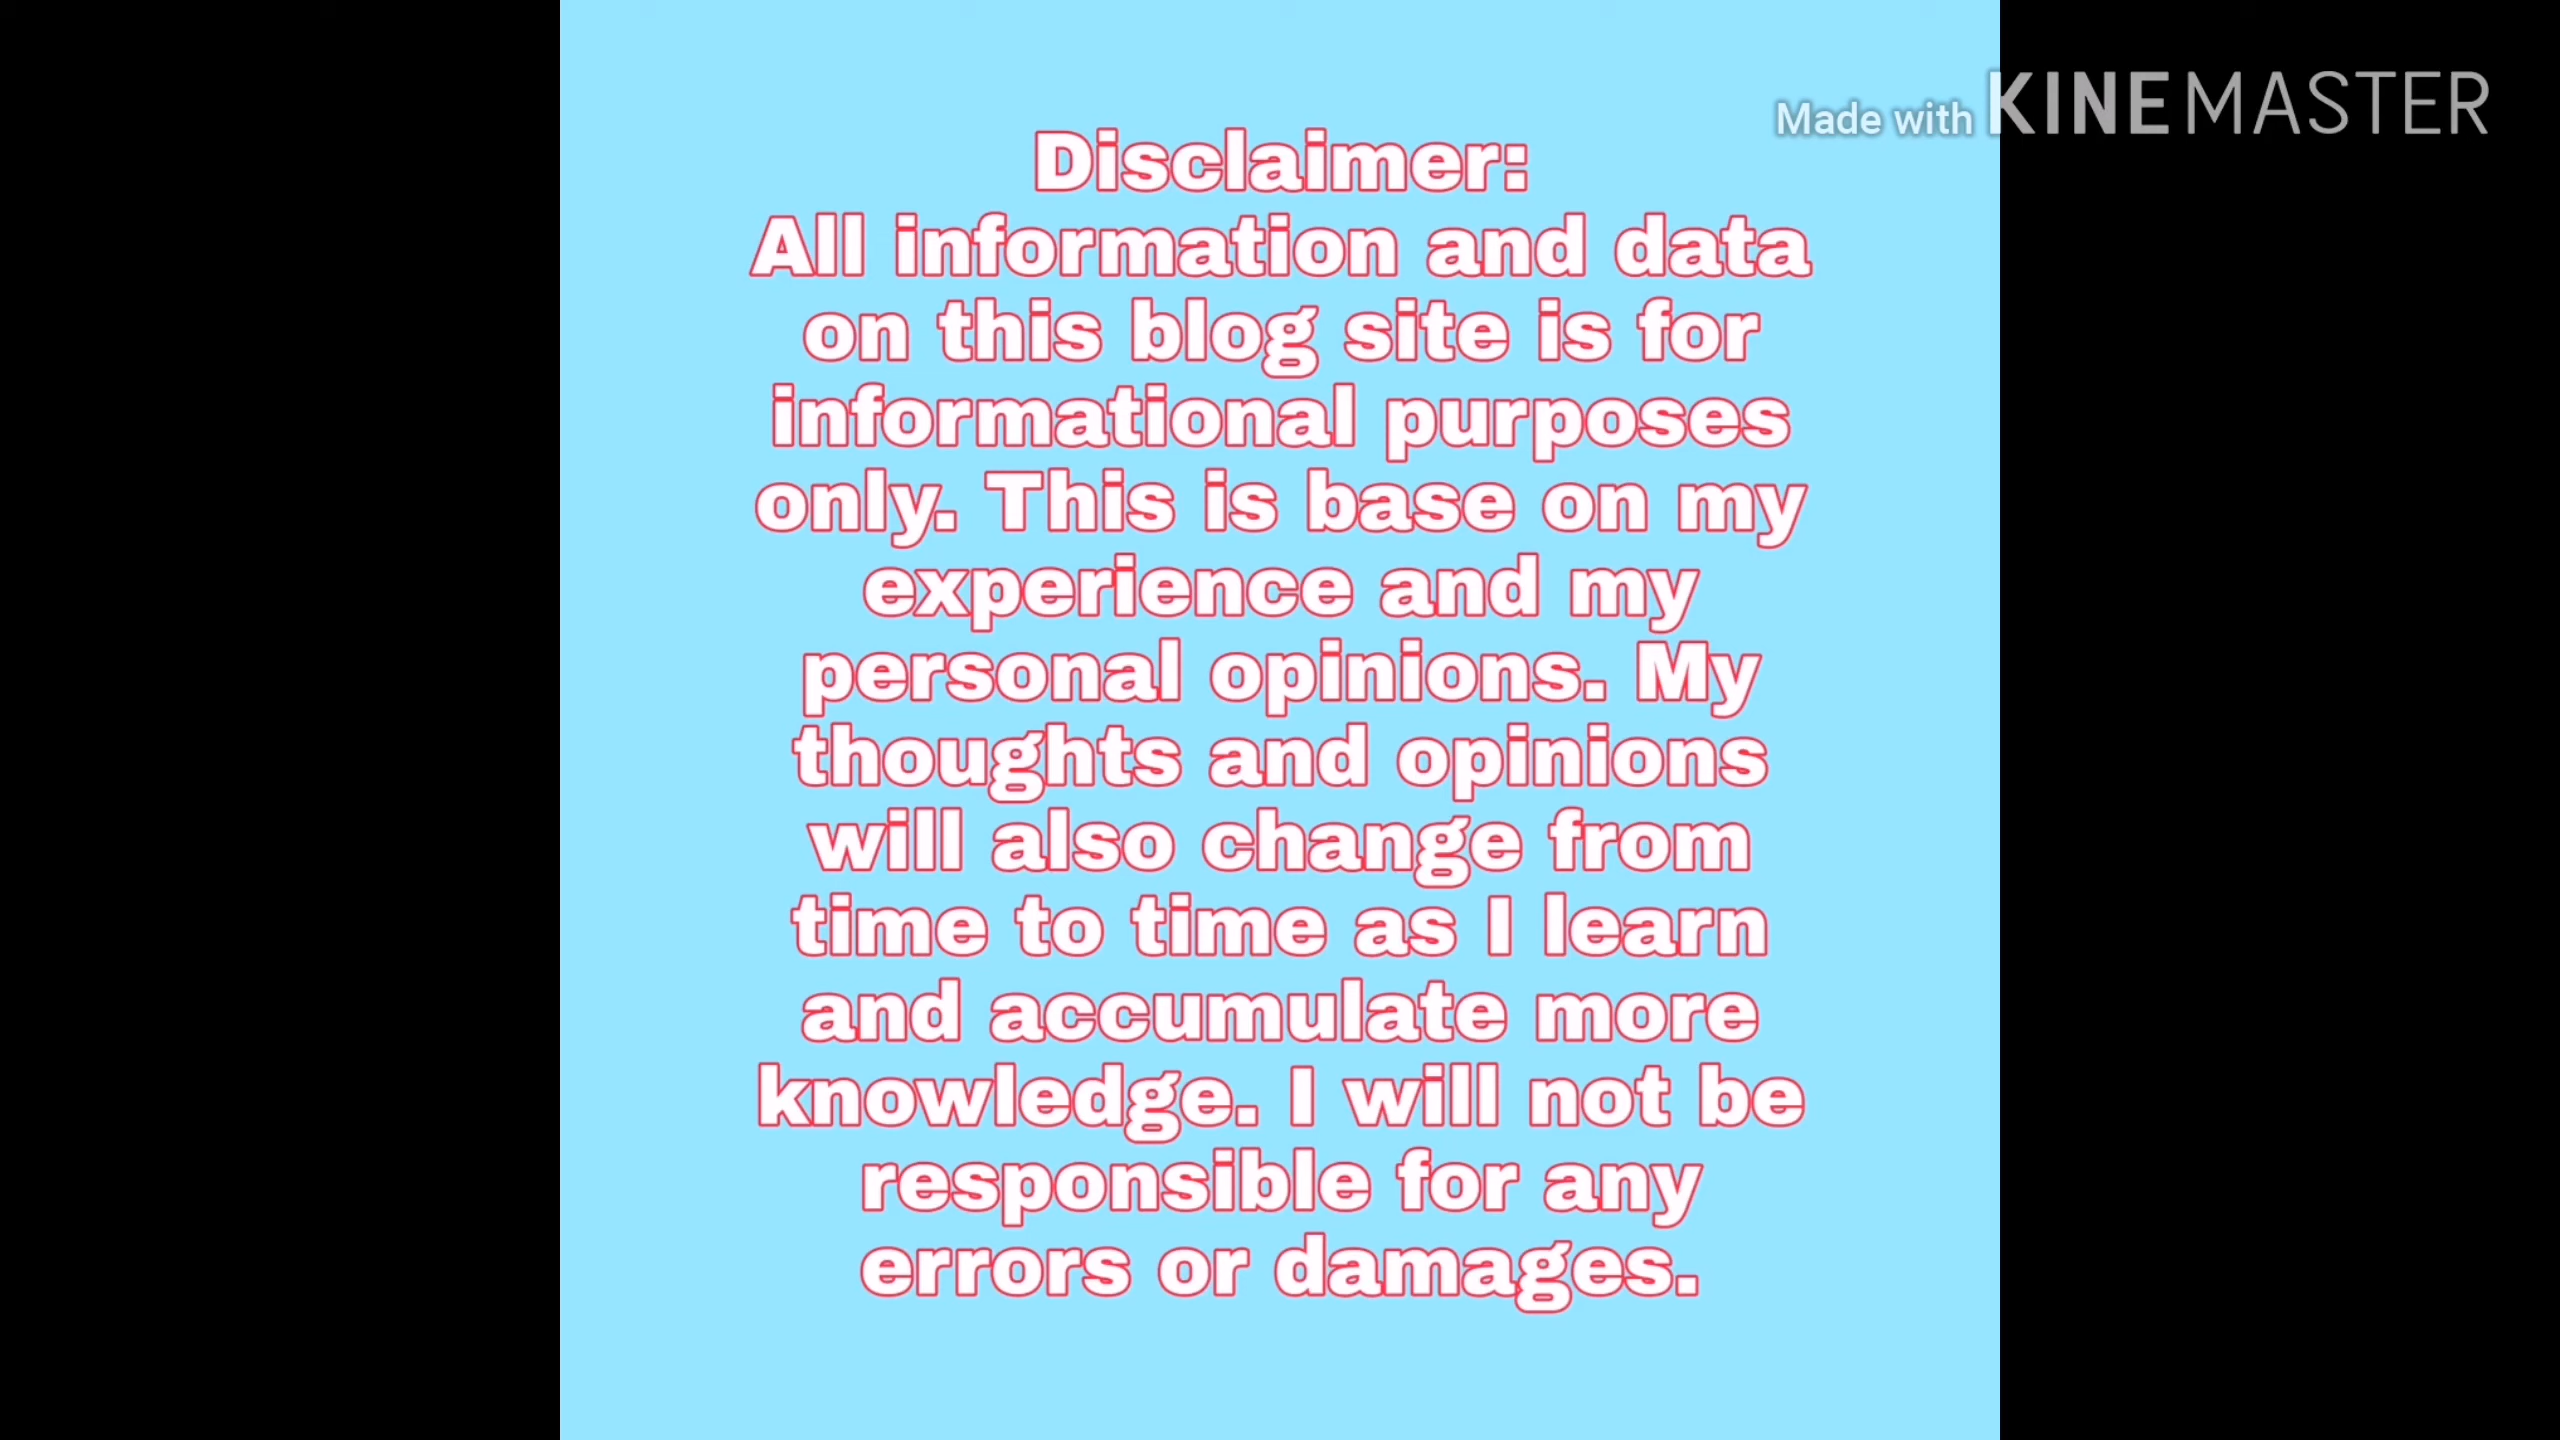 Made with KINEMASTER
Disclaimer:
All information and data
on this blog site is for
informational purposes
only. This is base on my
experience and my
personal opinions. My
thoughts and opinions
will also change from
time to time as I learn
and accumulate more
knowledge. I will not be
responsible for any
errors or damages.